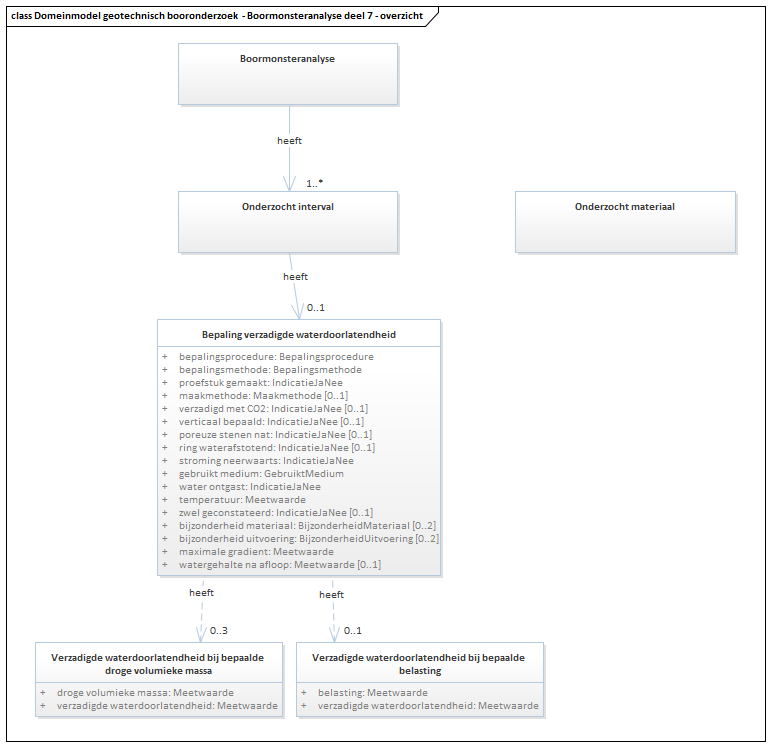 class Domeinmodel geotechnisch booronderzoek - Boormonsteranalyse deel 7 - overzicht
Boormonsteranalyse
heeft
1..*
Onderzocht interval
Onderzocht materiaal
heeft
0..1
Bepaling verzadigde waterdoorlatendheid
+ bepalingsprocedure: Bepalingsprocedure
+ bepalingsmethode: Bepalingsmethode
+ proefstuk gemaakt: IndicatieJaNee
+ maakmethode: Maakmethode [0..1]
+ verzadigd met CO2: IndicatieJaNee [0..1]
+ verticaal bepaald: IndicatieJaNee [0..1]
+ poreuze stenen nat: IndicatieJaNee [0..1]
+ ring waterafstotend: IndicatieJaNee [0..1]
+ stroming neerwaarts: IndicatieJaNee
+ gebruikt medium: GebruiktMedium
+ water ontgast: IndicatieJaNee
+ temperatuur: Meetwaarde
+ zwel geconstateerd: IndicatieJaNee [0..1]
+ bijzonderheid materiaal: BijzonderheidMateriaal [0..2]
+ bijzonderheid uitvoering: BijzonderheidUitvoering [0..2]
+ maximale gradient: Meetwaarde
+ watergehalte na afloop: Meetwaarde [0..1]
heeft
0..3
heeft
0..1
Verzadigde waterdoorlatendheid bij bepaalde
droge volumieke massa
+ droge volumieke massa: Meetwaarde
+ verzadigde waterdoorlatendheid: Meetwaarde
Verzadigde waterdoorlatendheid bij bepaalde
belasting
+ belasting: Meetwaarde
+ verzadigde waterdoorlatendheid: Meetwaarde